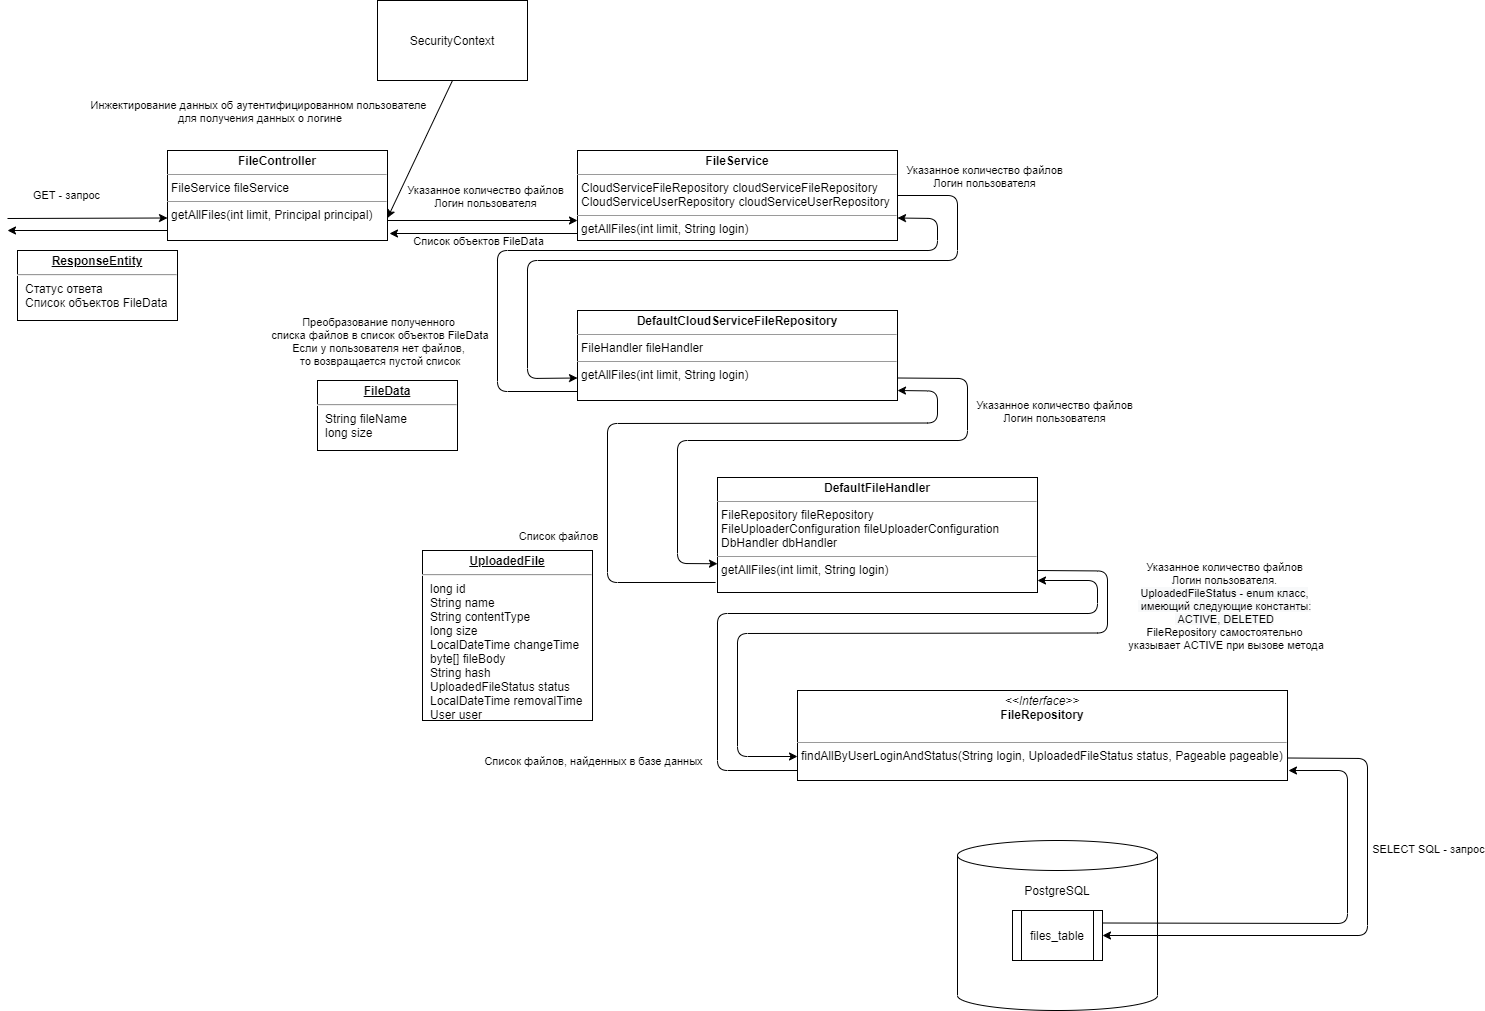 SecurityContext
Инжектирование данных об аутентифицированном пользователе
для получения данных о логине
FileController
FileService fileService
getAllFiles(int limit, Principal principal)
GET - запрос
ResponseEntity
Статус ответа
Список объектов FileData
Указанное количество файлов
Логин пользователя
Список объектов FileData
FileService
CloudServiceFileRepository cloudServiceFileRepository
CloudServiceUserRepository cloudServiceUserRepository
getAllFiles(int limit, String login)
Указанное количество файлов
Логин пользователя
Преобразование полученного
списка файлов в список объектов FileData
Если у пользователя нет файлов,
то возвращается пустой список
FileData
String fileName
long size
DefaultCloudServiceFileRepository
FileHandler fileHandler
getAllFiles(int limit, String login)
Указанное количество файлов
Логин пользователя
DefaultFileHandler
FileRepository fileRepository
FileUploaderConfiguration fileUploaderConfiguration
DbHandler dbHandler
getAllFiles(int limit, String login)
Список файлов
UploadedFile
long id
String name
String contentType
long size
LocalDateTime changeTime
byte[] fileBody
String hash
UploadedFileStatus status
LocalDateTime removalTime
User user
Указанное количество файлов
Логин пользователя.
UploadedFileStatus - enum класс,
имеющий следующие константы:
ACTIVE, DELETED
FileRepository самостоятельно
указывает ACTIVE при вызове метода
<<Interface>>
FileRepository
findAllByUserLoginAndStatus(String login, UploadedFileStatus status, Pageable pageable)
Список файлов, найденных в базе данных
SELECT SQL - запрос
PostgreSQL
files_table